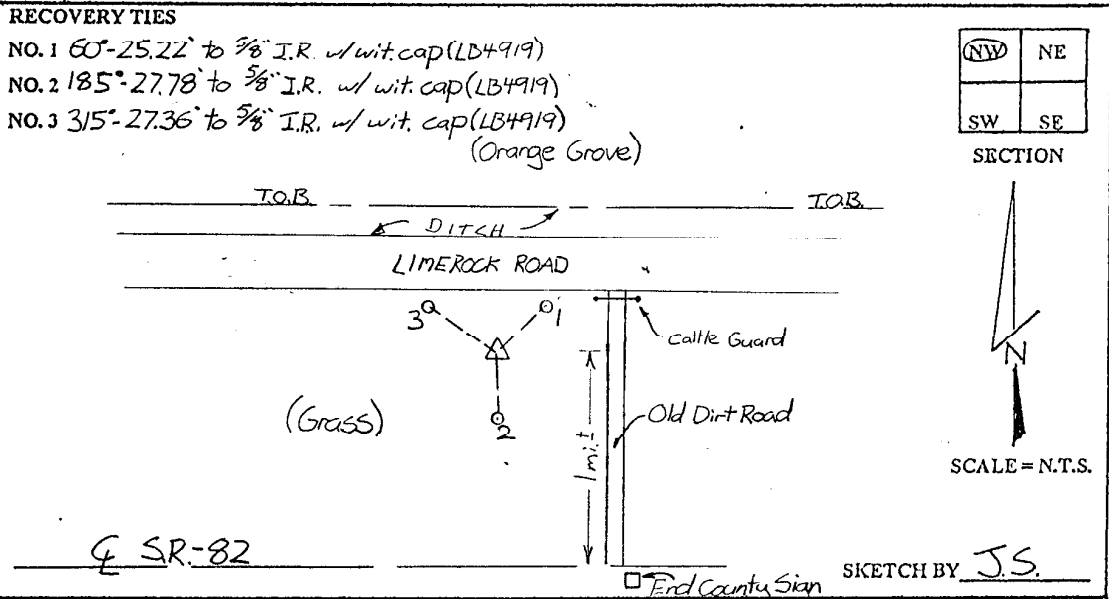 RECOVERY TIES
NO. 1 60°-25.22' to 5/8" I.R. w/ wit. cap (LB4919)
NO. 2 185°-27.78' to 5/8" I.R. w/ wit. cap (LB4919)
NO. 3 315°-27.36' to 5/8" I.R. w/ wit. cap (LB4919)
NW NE
SW SE
SECTION
(Orange Grove)
T.O.B. T.O.B.
DITCH
LIMEROCK ROAD
3 1
Cattle Guard
2
(Grass)
Old Dirt Road
1 mi. ±
N
SCALE = N.T.S.
℄ S.R.-82
End County Sign
SKETCH BY J.S.